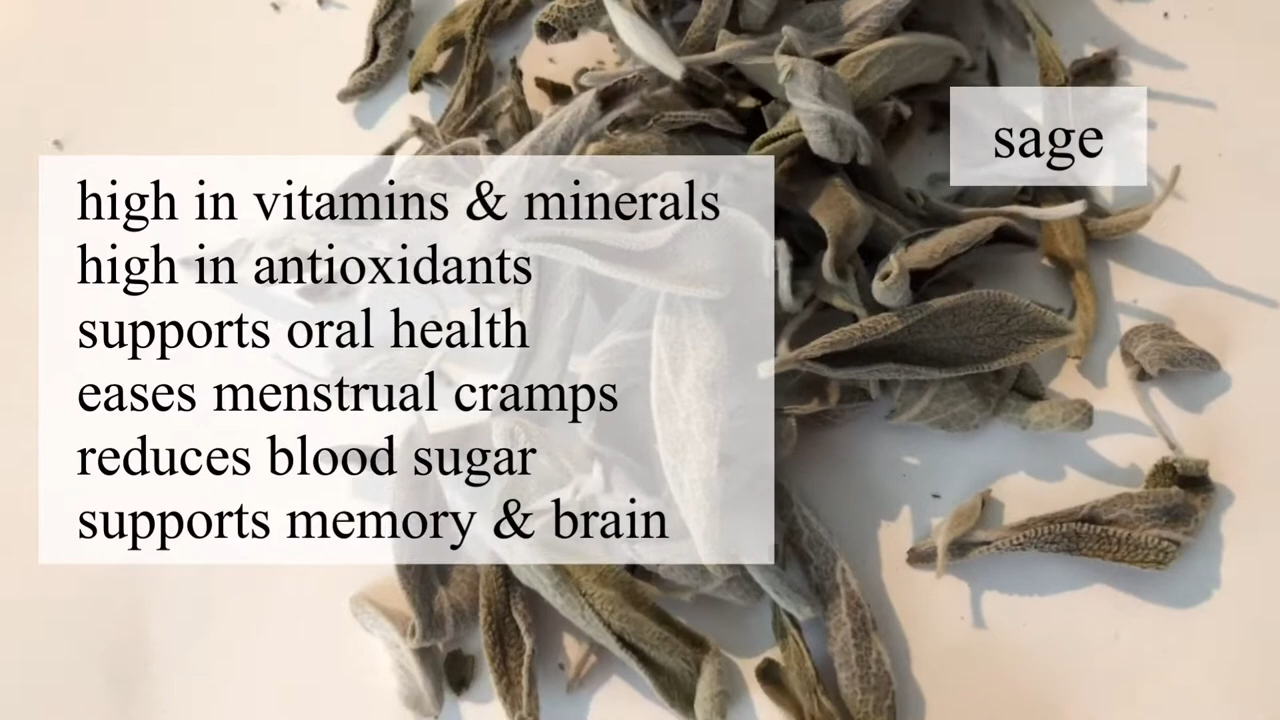 sage
high in vitamins & minerals
high in antioxidants
supports oral health
eases menstrual cramps
reduces blood sugar
supports memory & brain